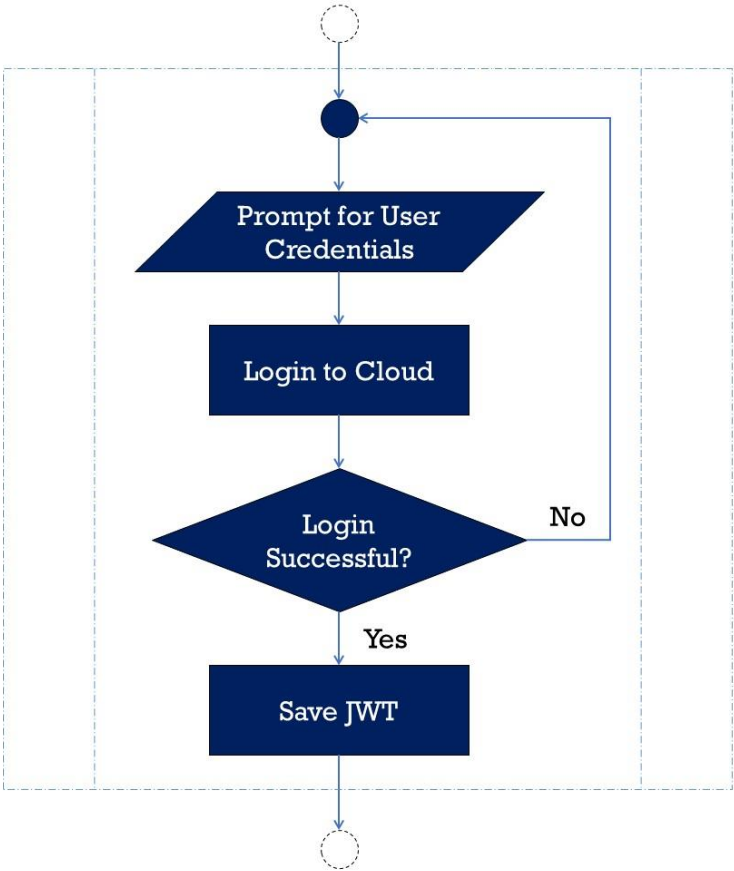 Prompt for User
Credentials
Login to Cloud
Login
Successful?
No
Yes
Save JWT